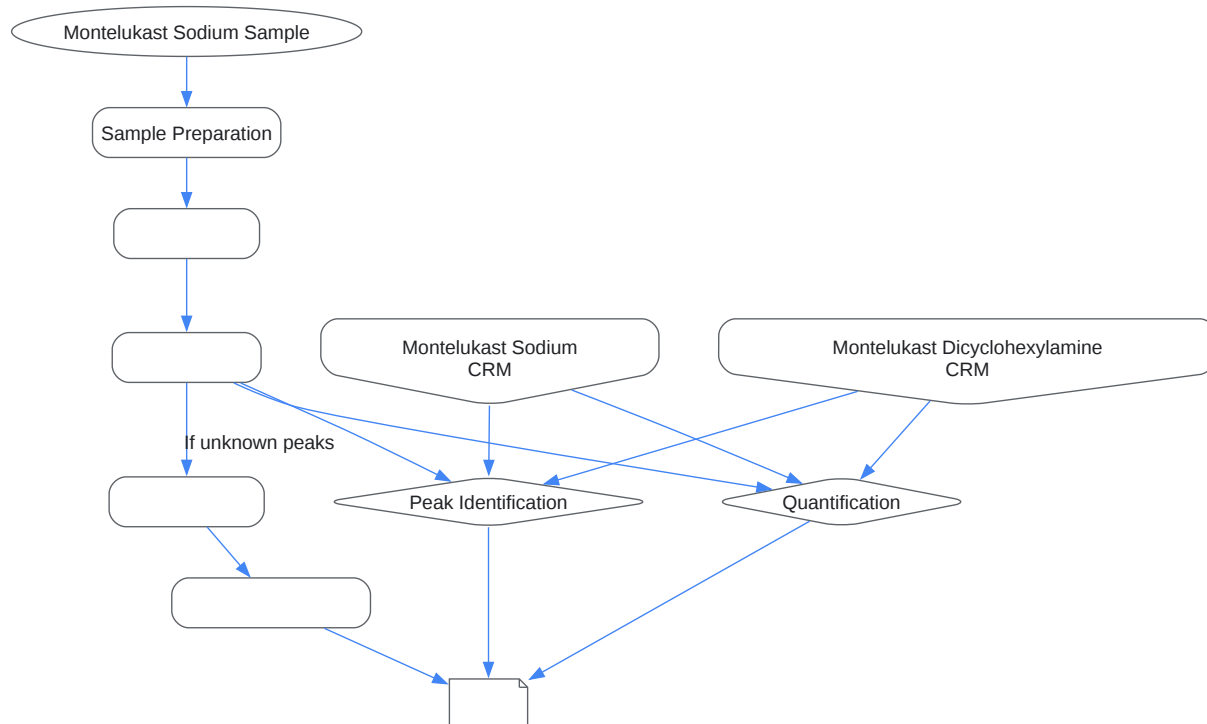 Montelukast Sodium Sample
Sample Preparation
Montelukast Sodium
CRM
Montelukast Dicyclohexylamine
CRM
If unknown peaks
Peak Identification
Quantification